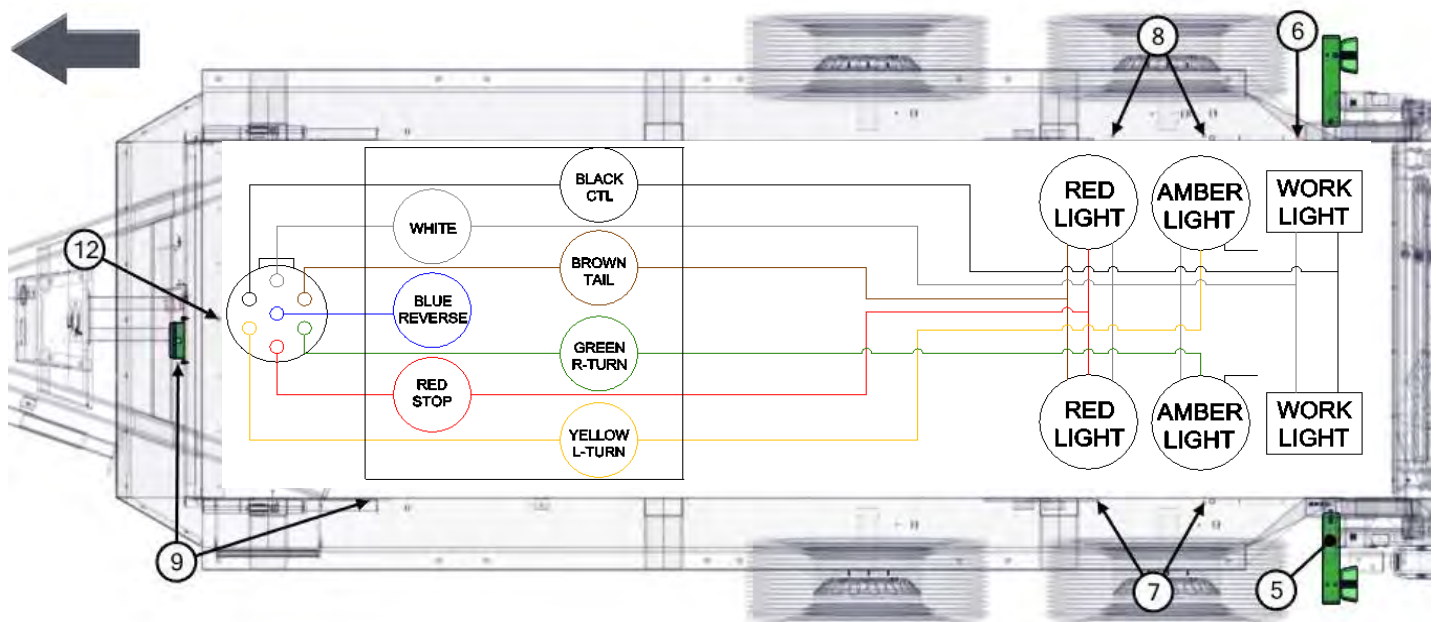 8
6
BLACK
CTL
RED
LIGHT
AMBER
LIGHT
WORK
LIGHT
WHITE
12
BROWN
TAIL
BLUE
REVERSE
GREEN
R-TURN
RED
STOP
YELLOW
L-TURN
RED
LIGHT
AMBER
LIGHT
WORK
LIGHT
9
7
5